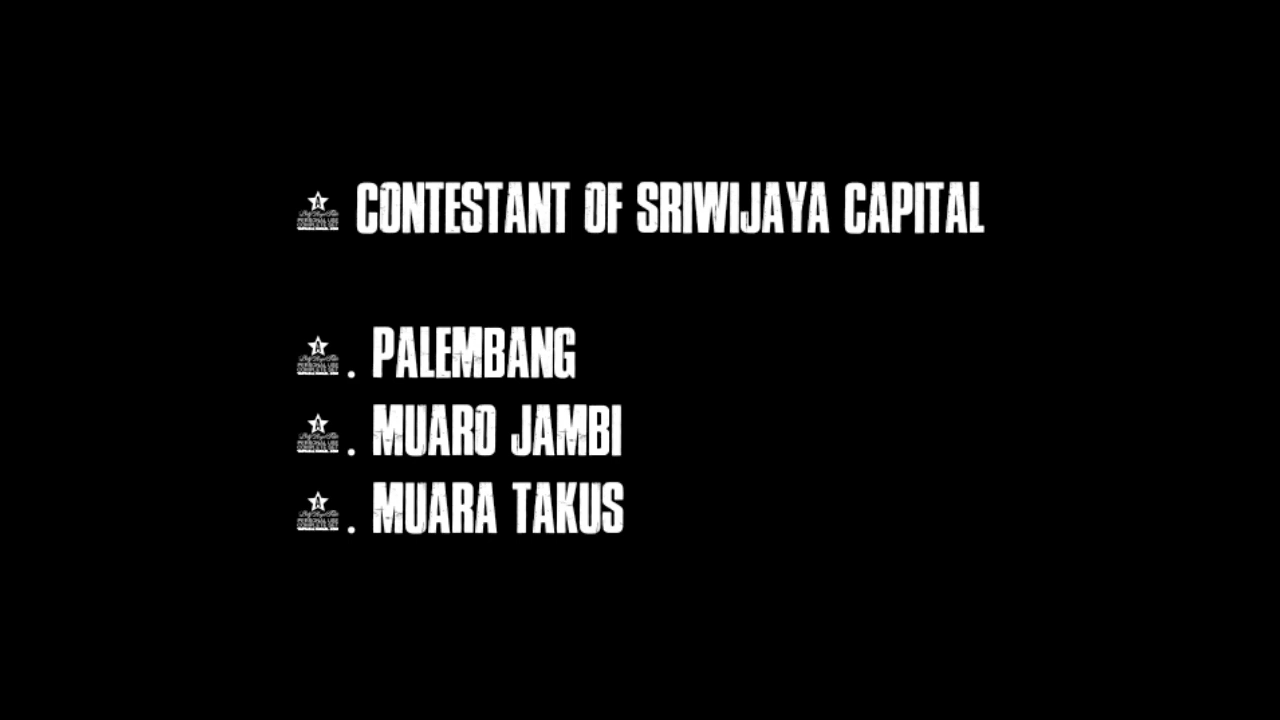 CONTESTANT OF SRIWIJAYA CAPITAL
. PALEMBANG
. MUARO JAMBI
. MUARA TAKUS